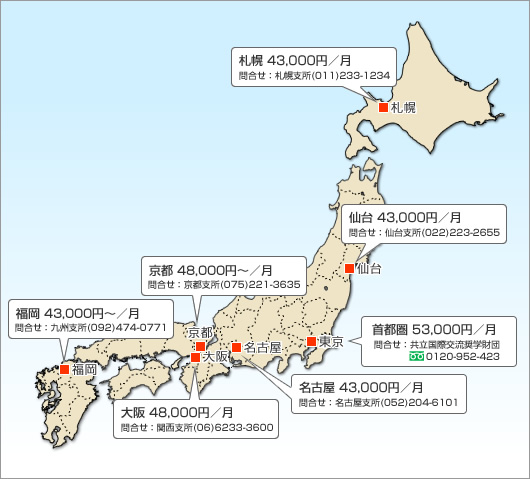 札幌 43,000円／月
問合せ：札幌支所(011)233-1234
札幌
仙台 43,000円／月
問合せ：仙台支所(022)223-2655
仙台
京都 48,000円～／月
問合せ：京都支所(075)221-3635
京都
福岡 43,000円～／月
問合せ：九州支所(092)474-0771
福岡
首都圏 53,000円／月
問合せ：共立国際交流奨学財団
0120-952-423
東京
名古屋
大阪
名古屋 43,000円／月
問合せ：名古屋支所(052)204-6101
大阪 48,000円／月
問合せ：関西支所(06)6233-3600